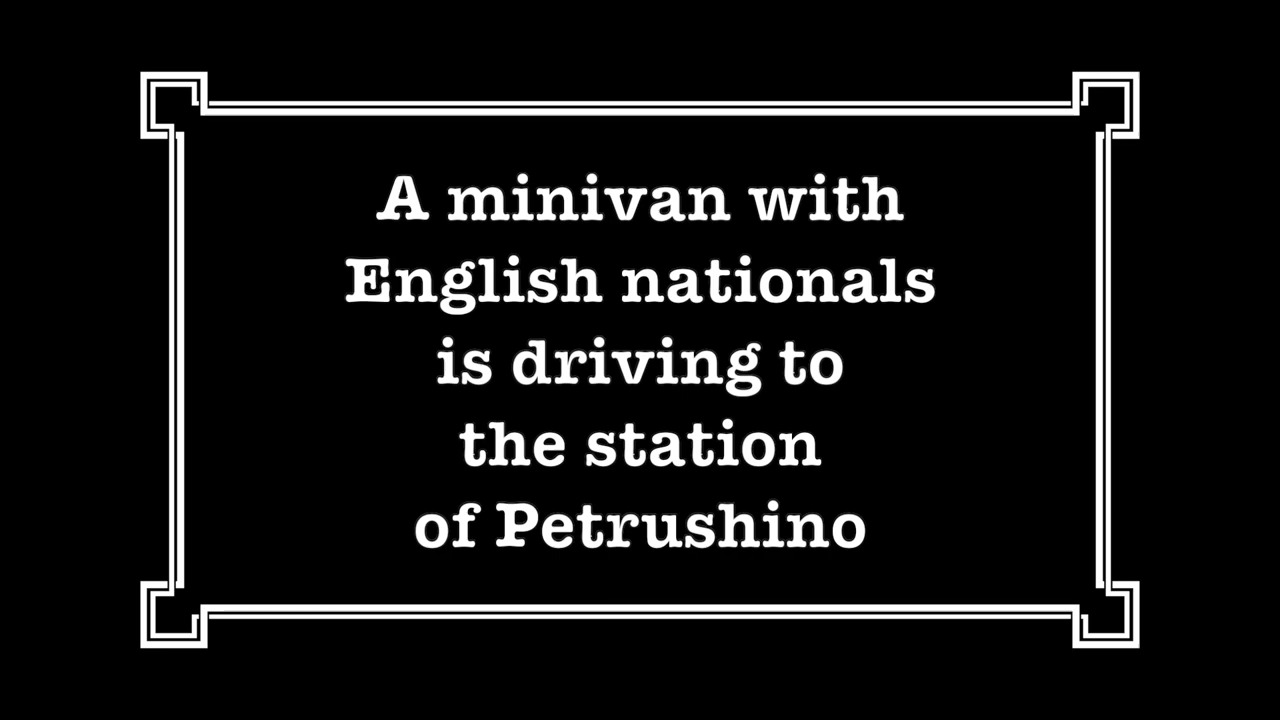 A minivan with
English nationals
is driving to
the station
of Petrushino